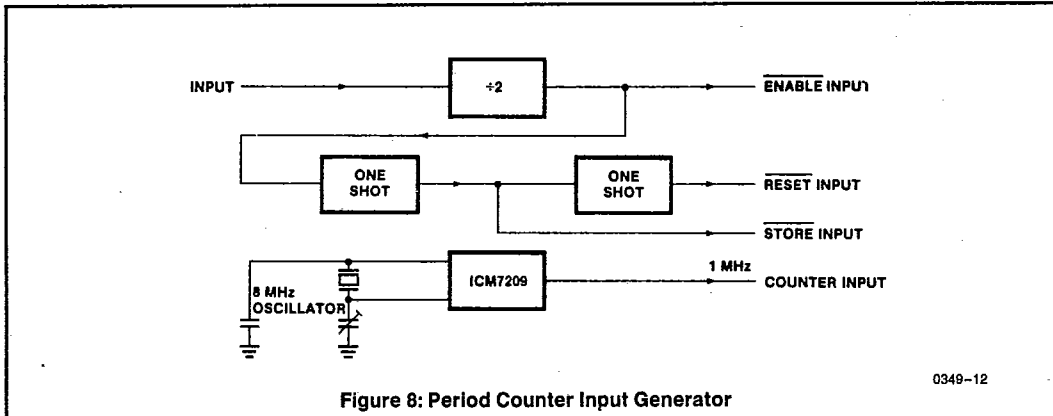 INPUT
÷2
ENABLE INPUT
ONE
SHOT
ONE
SHOT
RESET INPUT
STORE INPUT
8 MHz
OSCILLATOR
ICM7209
1 MHz
COUNTER INPUT
0349-12
Figure 8: Period Counter Input Generator